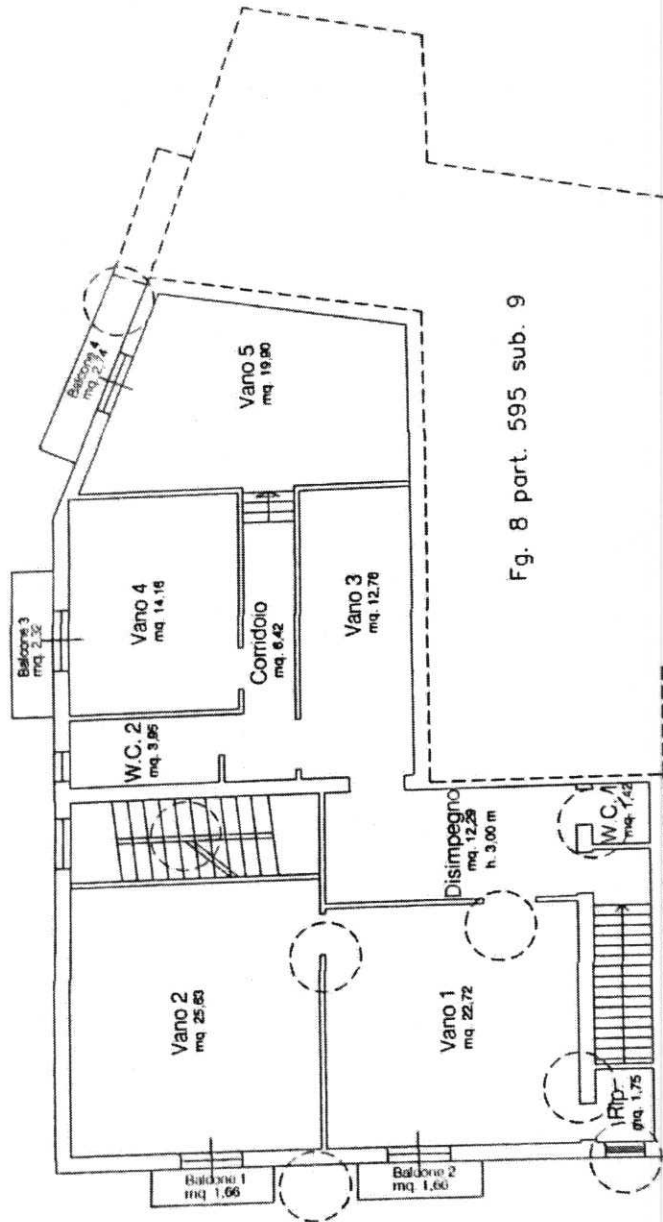 Balcone 4
mq. 2,74
Balcone 3
mq. 2,32
Vano 5
mq. 19,90
Vano 4
mq. 14,16
Corridoio
mq. 6,42
Vano 3
mq. 12,76
W.C. 2
mq. 3,95
Fg. 8 part. 595 sub. 9
Disimpegno
mq. 12,29
h. 3,00 m
W.C. 1
mq. 1,42
Vano 2
mq 25,63
Vano 1
mq 22,72
Rip.
mq. 1,75
Balcone 1
mq. 1,66
Balcone 2
mq. 1,66